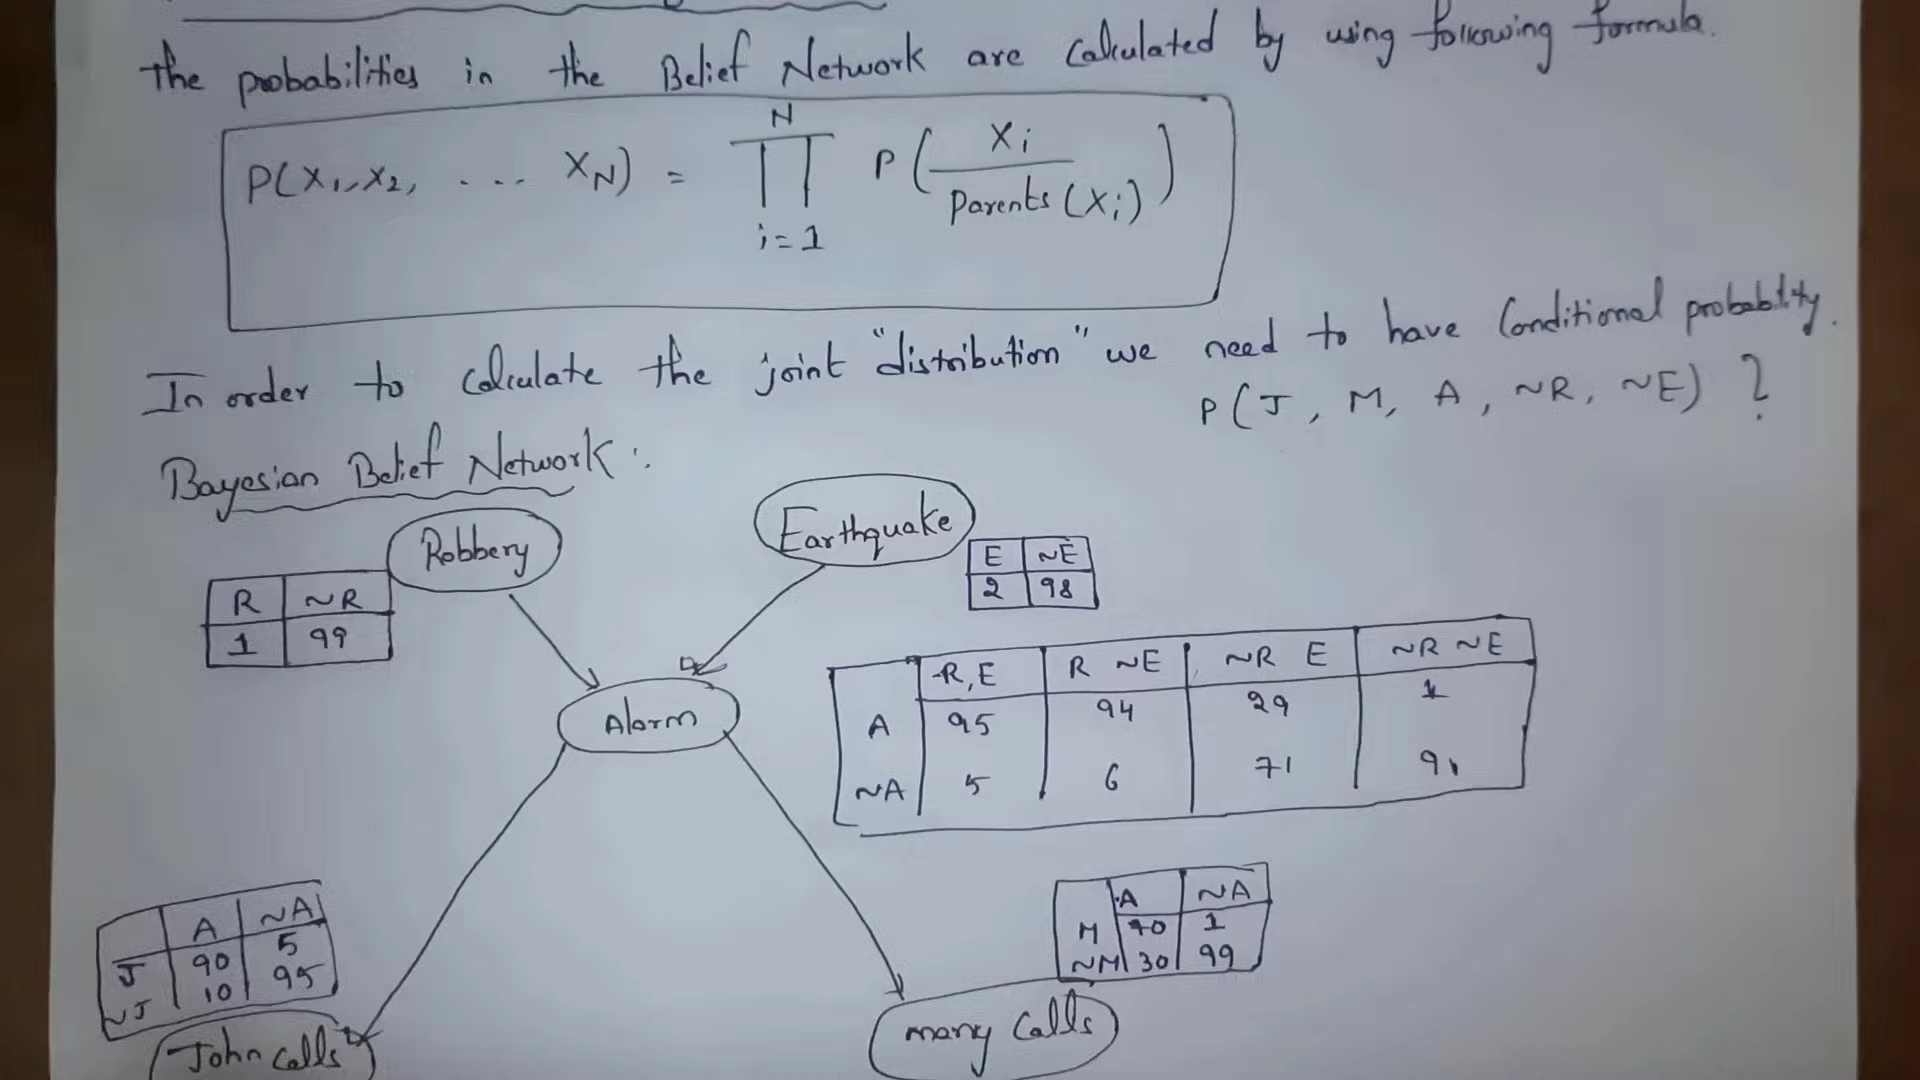 the probabilities in the Belief Network are Calculated by using following formula.
N
P(X1, X2, . . . . XN) = ∏ P( Xi / Parents (Xi) )
i = 1
In order to Calculate the joint "distribution" we need to have Conditional probability.
P(J, M, A, ~R, ~E) ?
Bayesian Belief Network :
Robbery
Earthquake
R ~R
1 99
E ~E
2 98
Alarm
R, E R ~E ~R E ~R ~E
A 95 94 29 1
~A 5 6 71
A ~A
J 90 5
~J 10 95
A ~A
M 70 1
~M 30 99
John Calls
many Calls